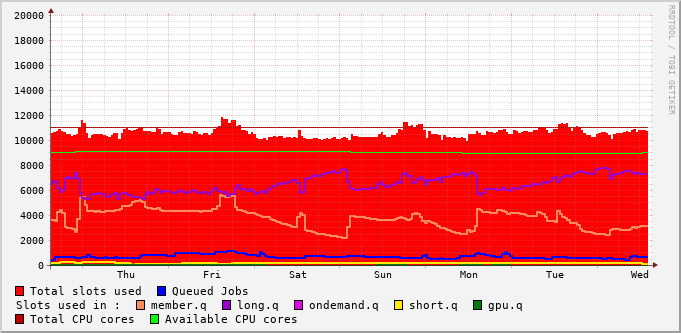 20000
18000
16000
14000
12000
10000
8000
6000
4000
2000
0
Thu Fri Sat Sun Mon Tue Wed
Total slots used Queued Jobs
Slots used in : member.q long.q ondemand.q short.q gpu.q
Total CPU cores Available CPU cores
RRDTOOL / TOBI OETIKER